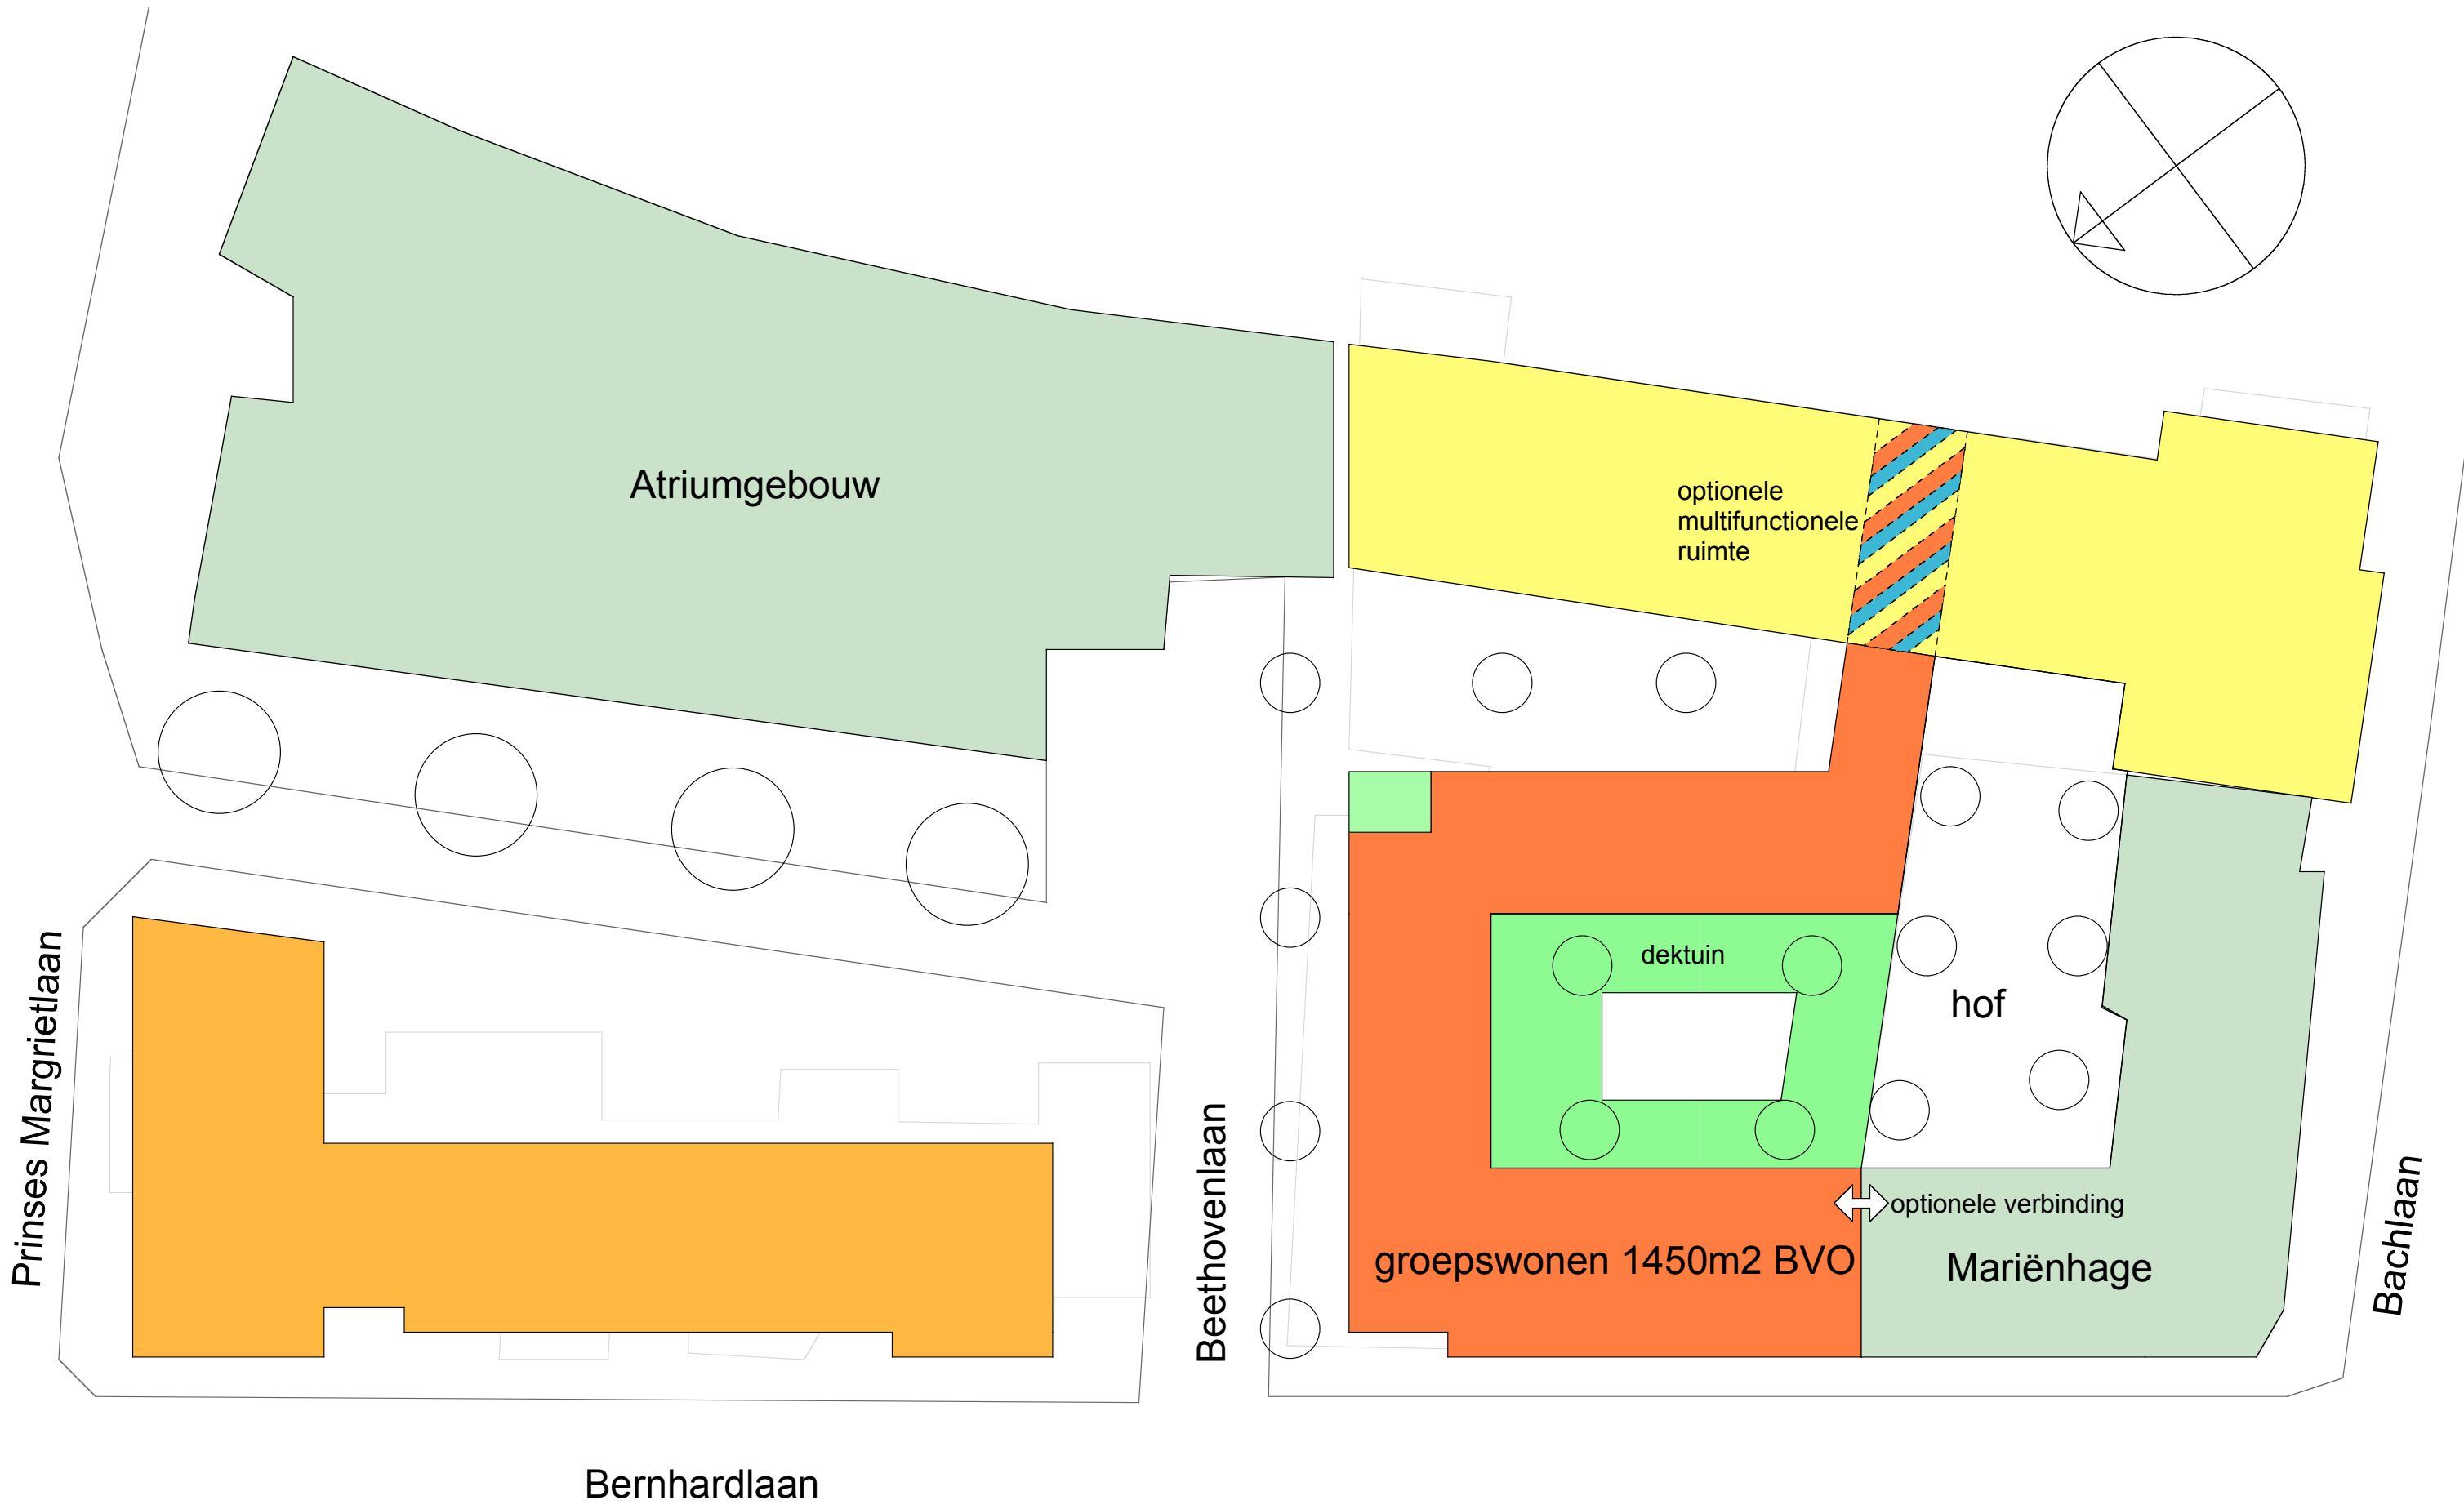 Atriumgebouw
optionele
multifunctionele
ruimte
dektuin
hof
Prinses Margrietlaan
Beethovenlaan
optionele verbinding
groepswonen 1450m2 BVO
Mariënhage
Bachlaan
Bernhardlaan